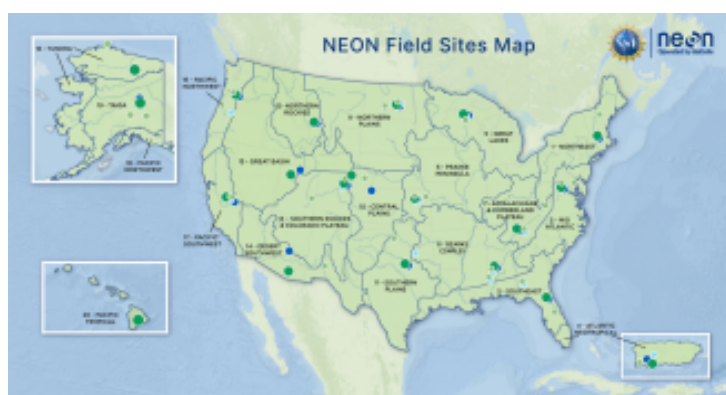 NEON Field Sites Map
NSF
neon
Operated by Battelle
18 - TUNDRA
19 - TAIGA
16 - PACIFIC
NORTHWEST
16 - PACIFIC
NORTHWEST
12 - NORTHERN
ROCKIES
9 - NORTHERN
PLAINS
5 - GREAT
LAKES
1 - NORTHEAST
15 - GREAT BASIN
6 - PRAIRIE
PENINSULA
10 - CENTRAL
PLAINS
7 - APPALACHIANS
& CUMBERLAND
PLATEAU
2 - MID
ATLANTIC
13 - SOUTHERN ROCKIES
& COLORADO PLATEAU
17 - PACIFIC
SOUTHWEST
14 - DESERT
SOUTHWEST
8 - OZARKS
COMPLEX
11 - SOUTHERN
PLAINS
3 - SOUTHEAST
20 - PACIFIC
TROPICAL
4 - ATLANTIC
NEOTROPICAL